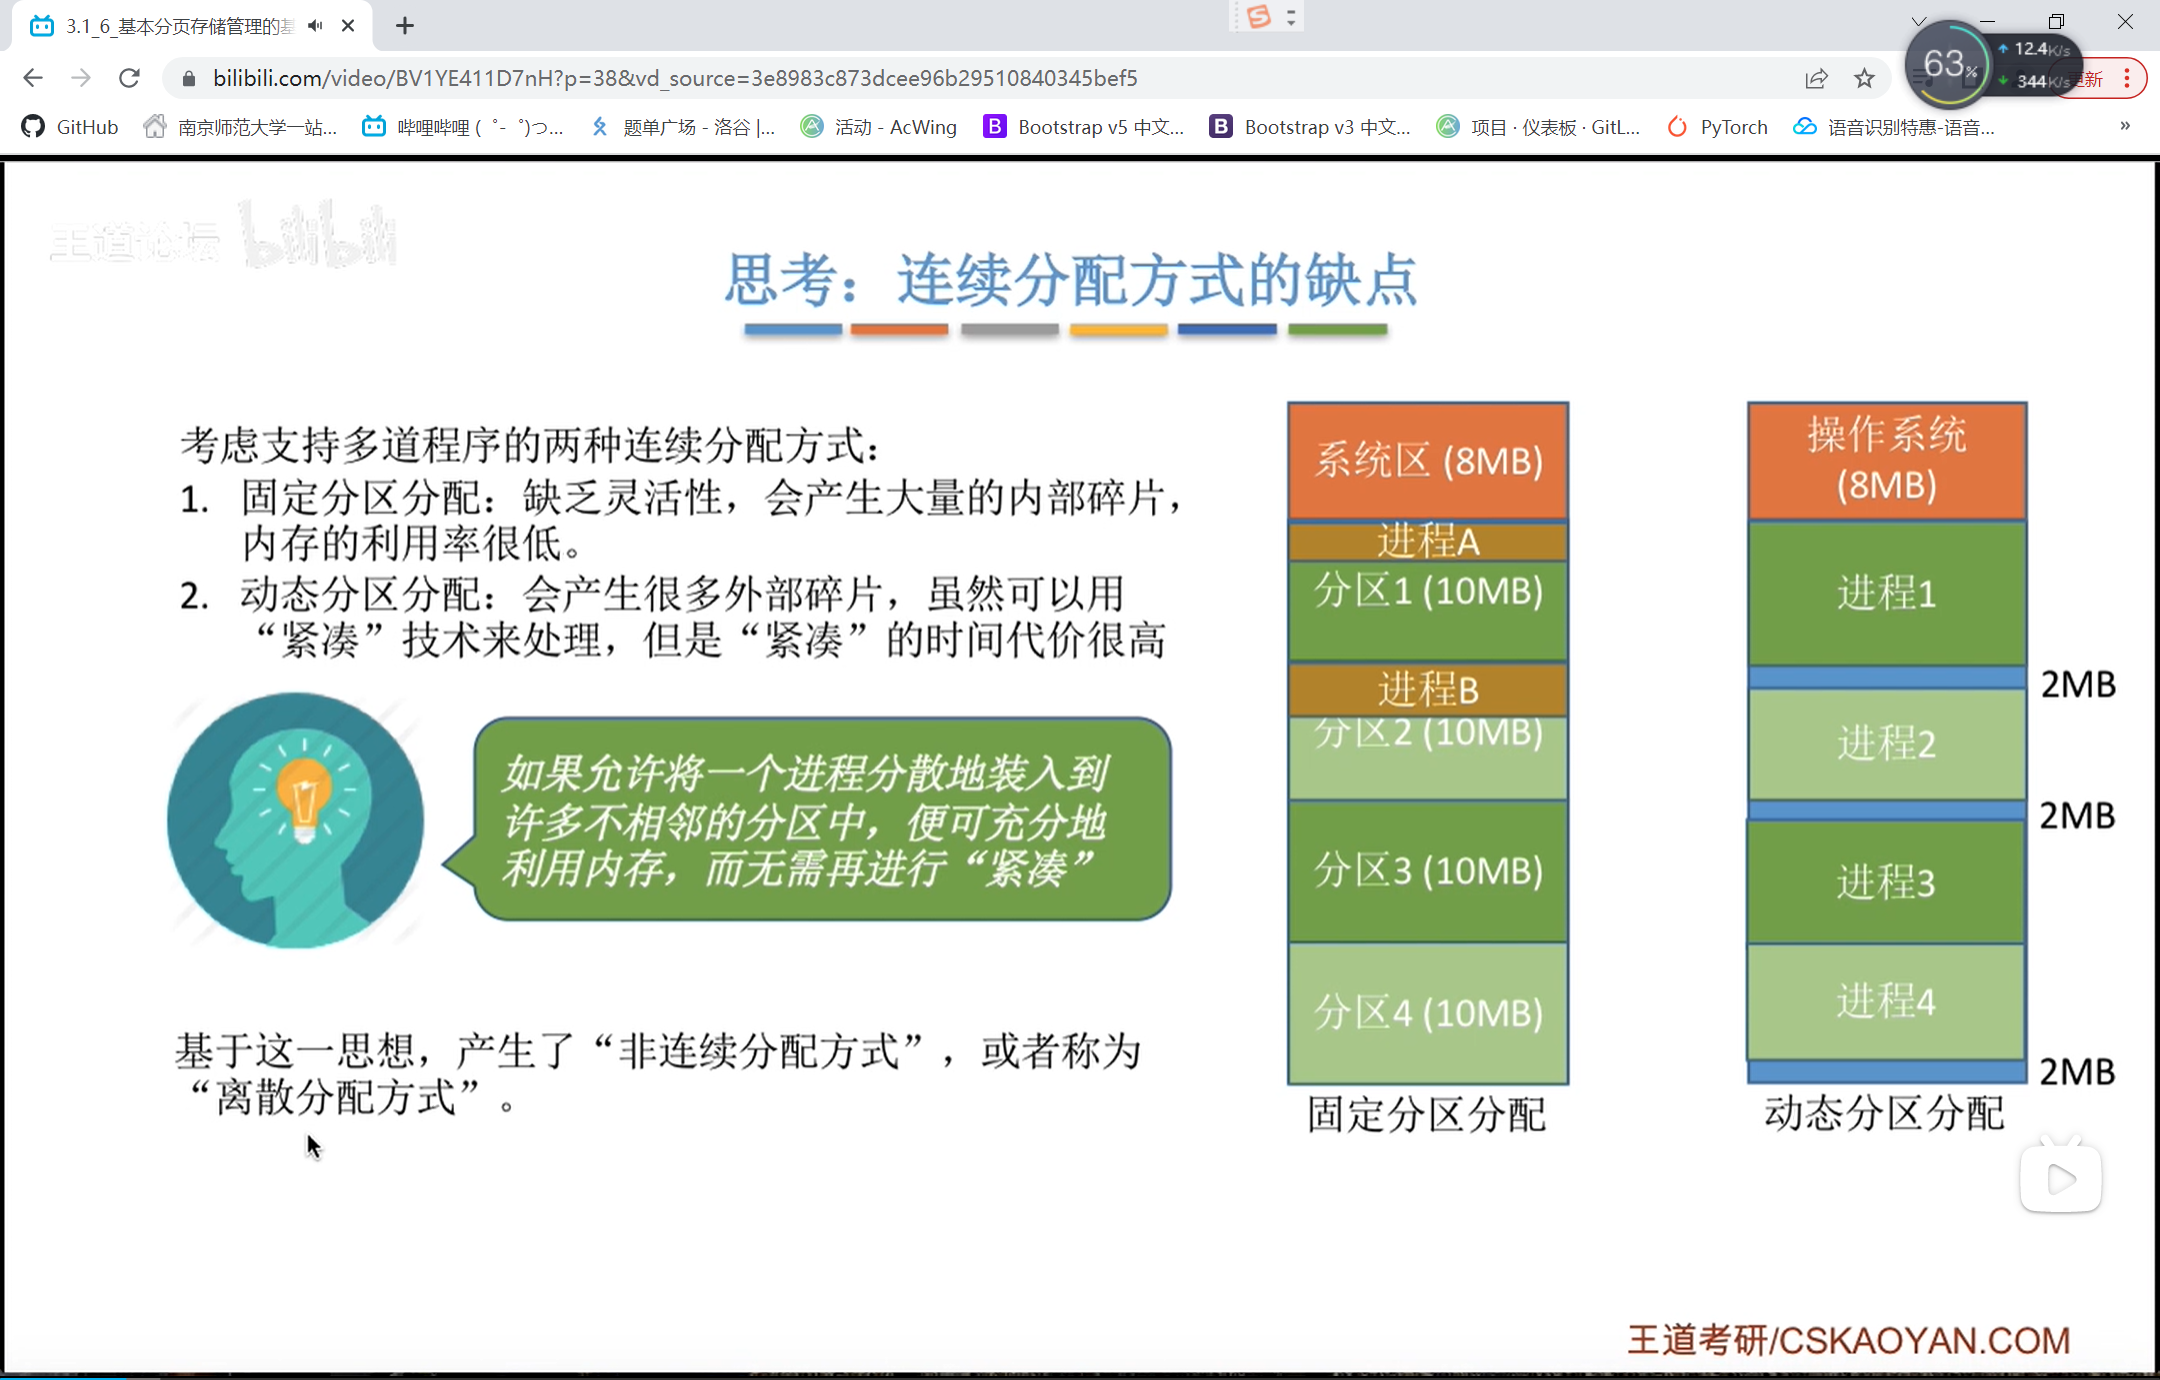 3.1_6_基本分页存储管理的基
bilibili.com/video/BV1YE411D7nH?p=38&vd_source=3e8983c873dcee96b29510840345bef5
63%
12.4K/s
344K/s
更新
GitHub
南京师范大学一站...
哔哩哔哩 ( ゜- ゜)つ...
题单广场 - 洛谷 |...
活动 - AcWing
Bootstrap v5 中文...
Bootstrap v3 中文...
项目 · 仪表板 · GitL...
PyTorch
语音识别特惠-语音...
»
王道论坛 bilibili
思考：连续分配方式的缺点
考虑支持多道程序的两种连续分配方式：
1. 固定分区分配：缺乏灵活性，会产生大量的内部碎片，
内存的利用率很低。
2. 动态分区分配：会产生很多外部碎片，虽然可以用
“紧凑”技术来处理，但是“紧凑”的时间代价很高
如果允许将一个进程分散地装入到
许多不相邻的分区中，便可充分地
利用内存，而无需再进行“紧凑”
基于这一思想，产生了“非连续分配方式”，或者称为
“离散分配方式”。
系统区 (8MB)
进程A
分区1 (10MB)
进程B
分区2 (10MB)
分区3 (10MB)
分区4 (10MB)
固定分区分配
操作系统
(8MB)
进程1
2MB
进程2
2MB
进程3
进程4
2MB
动态分区分配
王道考研/CSKAOYAN.COM